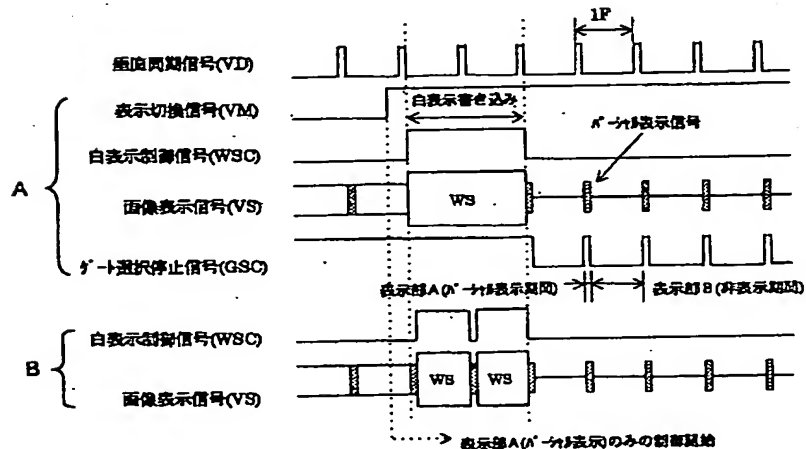 1F
垂直同期信号(VD)
表示切換信号(VM)
白表示書き込み
パーシャル表示信号
白表示制御信号(WSC)
A
画像表示信号(VS)
WS
ゲート選択停止信号(GSC)
表示部A(パーシャル表示期間)
表示部B(非表示期間)
白表示制御信号(WSC)
B
WS
WS
画像表示信号(VS)
表示部A(パーシャル表示)のみの制御開始